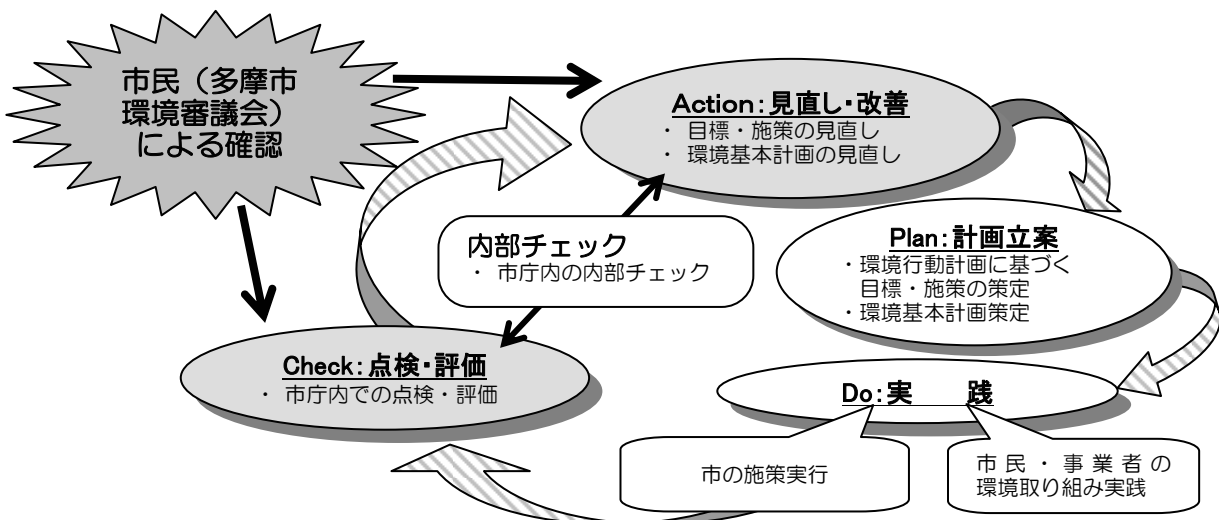 市民（多摩市
環境審議会）
による確認
Action：見直し・改善
・ 目標・施策の見直し
・ 環境基本計画の見直し
内部チェック
・ 市庁内の内部チェック
Plan：計画立案
・環境行動計画に基づく
目標・施策の策定
・環境基本計画策定
Check：点検・評価
・ 市庁内での点検・評価
Do：実　　践
市の施策実行
市民・事業者の
環境取り組み実践